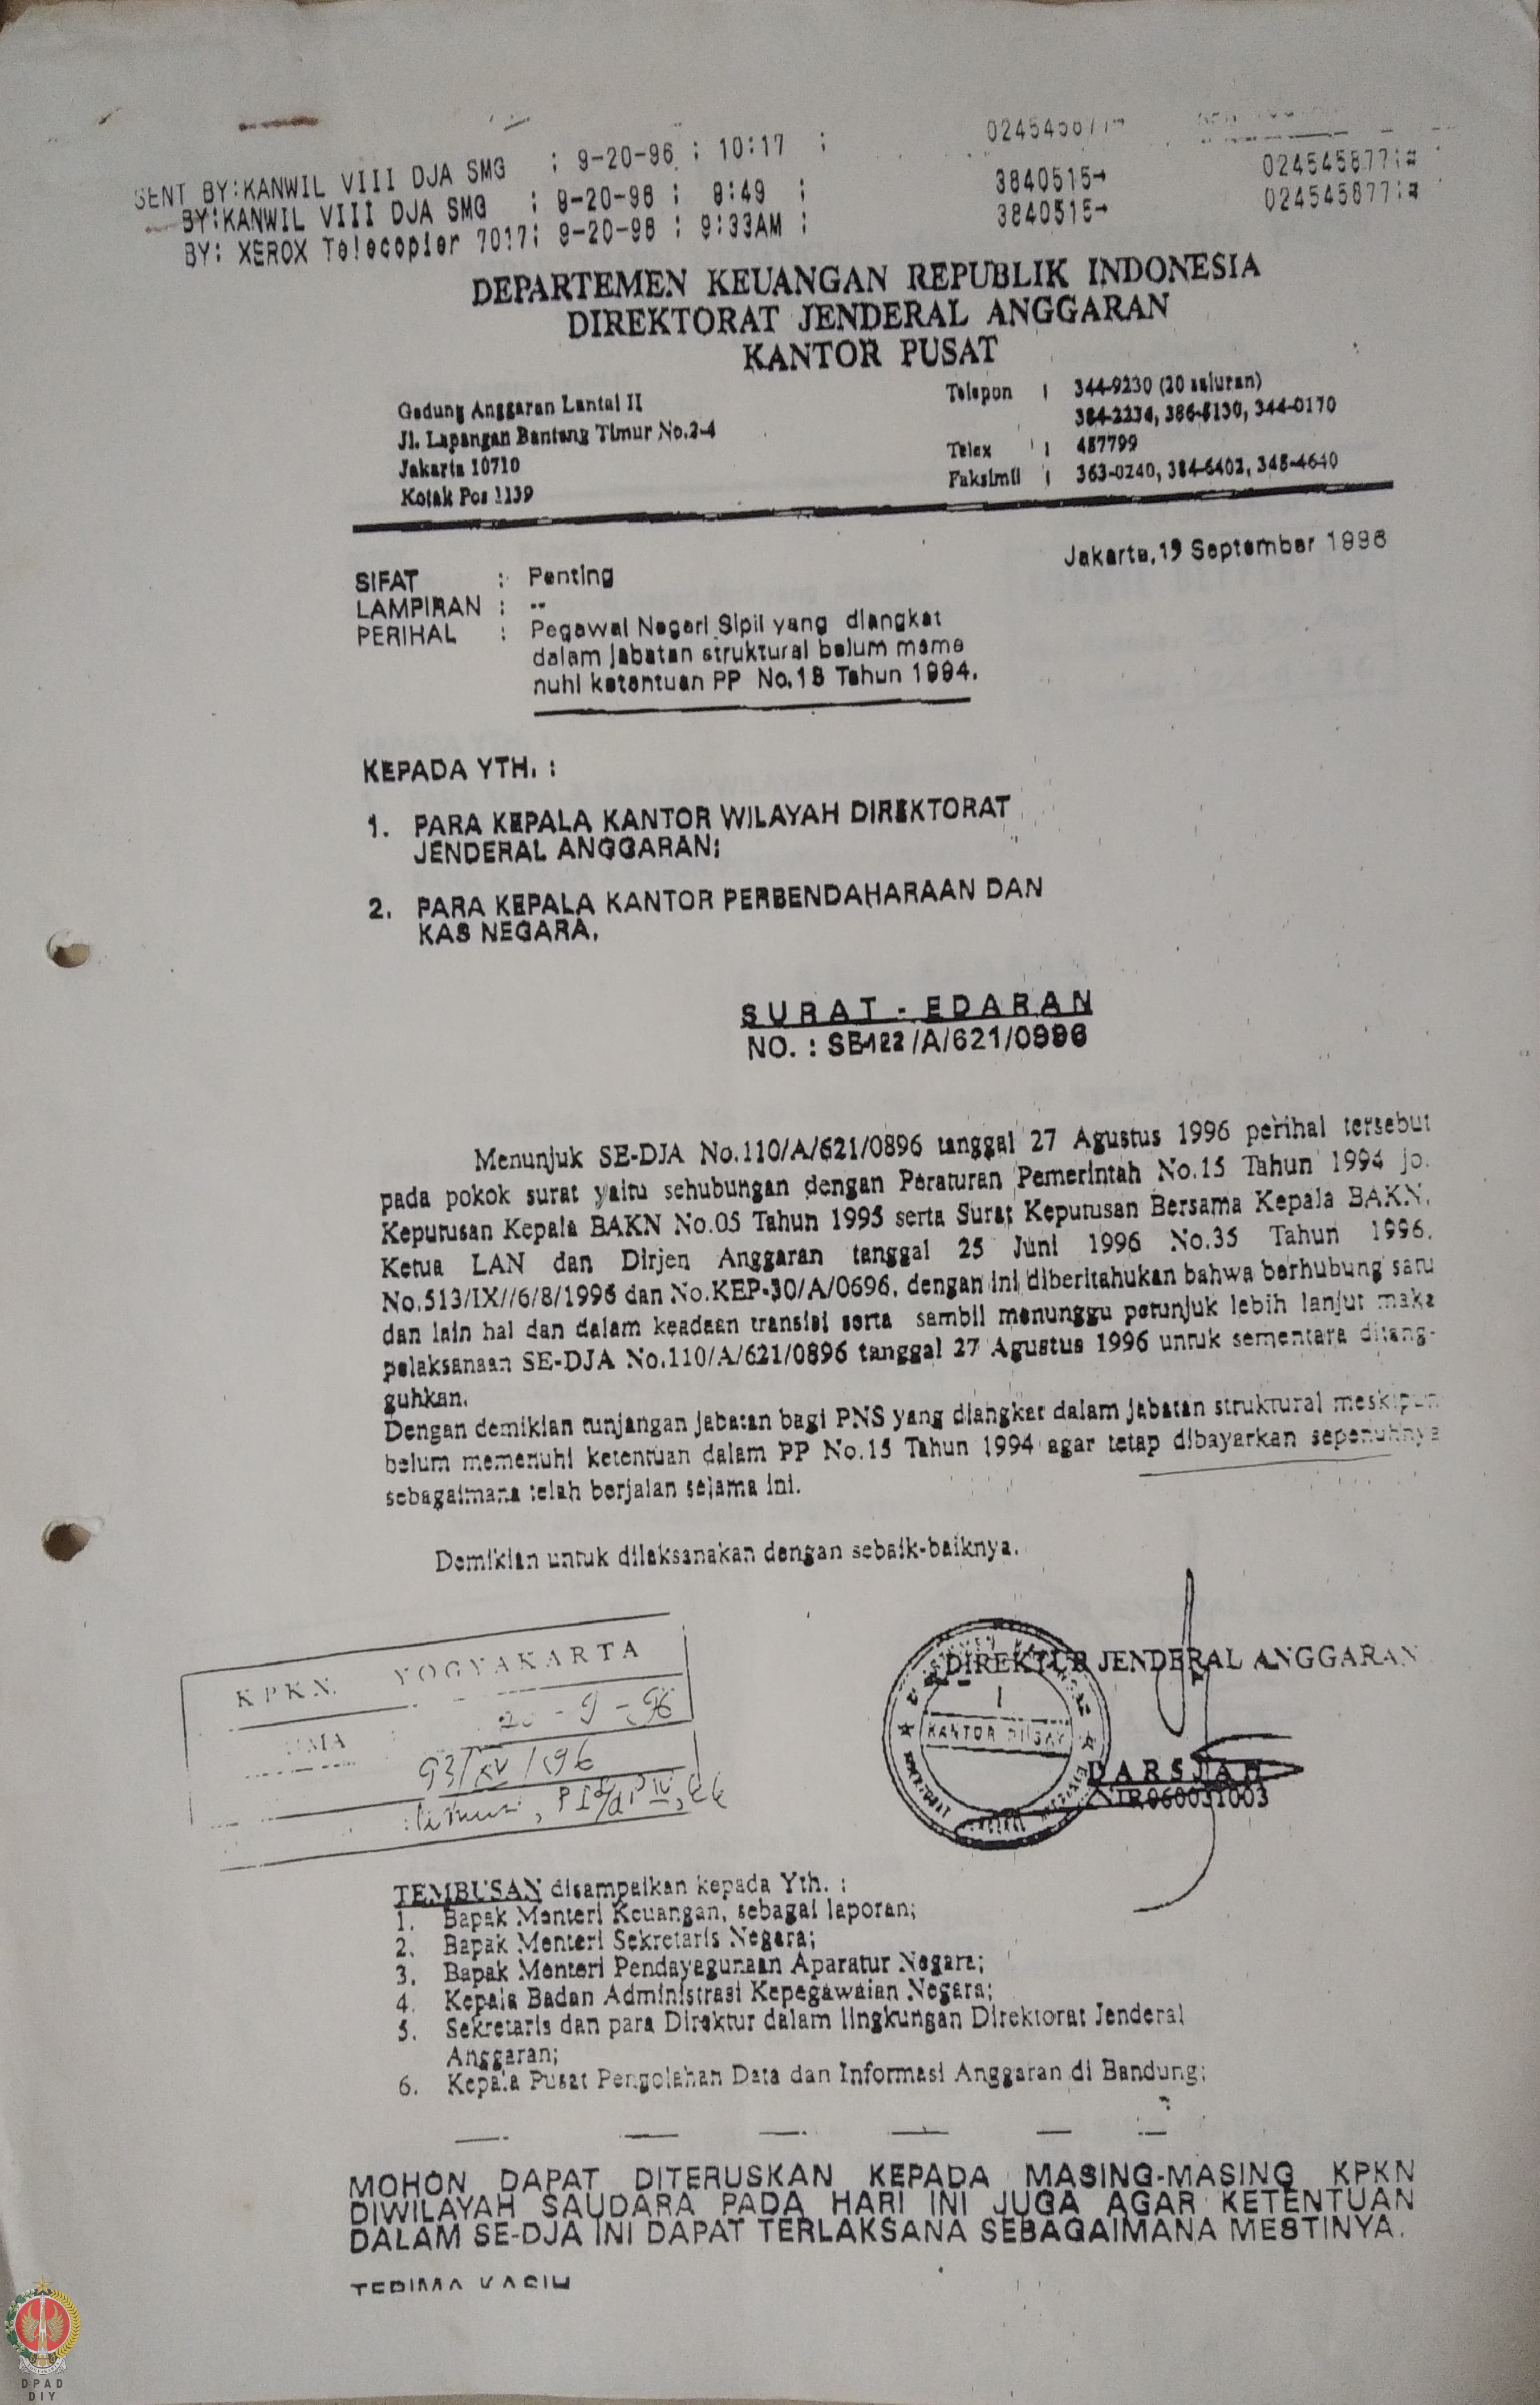 SENT BY:KANWIL VIII DJA SMG ; 9-20-96 ; 10:17 ;
BY:KANWIL VIII DJA SMG ; 9-20-96 ; 9:49 ; 3840515→ 024545877:#
BY: XEROX Telecopier 7017; 9-20-96 ; 9:33AM ; 3840515→ 024545877:#
DEPARTEMEN KEUANGAN REPUBLIK INDONESIA
DIREKTORAT JENDERAL ANGGARAN
KANTOR PUSAT
Gedung Anggaran Lantai II
Jl. Lapangan Banteng Timur No.2-4
Jakarta 10710
Kotak Pos 1139
Telepon : 344-9230 (20 saluran)
384-2234, 386-5130, 344-0170
Telex : 457799
Faksimil : 363-0240, 384-6402, 345-4640
Jakarta, 19 September 1996
SIFAT : Penting
LAMPIRAN : --
PERIHAL : Pegawai Negeri Sipil yang diangkat
dalam jabatan struktural belum meme
nuhi ketentuan PP No.15 Tahun 1994.
KEPADA YTH. :
1. PARA KEPALA KANTOR WILAYAH DIREKTORAT
JENDERAL ANGGARAN;
2. PARA KEPALA KANTOR PERBENDAHARAAN DAN
KAS NEGARA.
SURAT - EDARAN
NO. : SE-122/A/621/0996
Menunjuk SE-DJA No.110/A/621/0896 tanggal 27 Agustus 1996 perihal tersebut
pada pokok surat yaitu sehubungan dengan Peraturan Pemerintah No.15 Tahun 1994 jo.
Keputusan Kepala BAKN No.05 Tahun 1995 serta Surat Keputusan Bersama Kepala BAKN,
Ketua LAN dan Dirjen Anggaran tanggal 25 Juni 1996 No.35 Tahun 1996,
No.513/IX//6/8/1996 dan No.KEP-30/A/0696, dengan ini diberitahukan bahwa berhubung satu
dan lain hal dan dalam keadaan transisi serta sambil menunggu petunjuk lebih lanjut maka
pelaksanaan SE-DJA No.110/A/621/0896 tanggal 27 Agustus 1996 untuk sementara ditang-
guhkan.
Dengan demikian tunjangan jabatan bagi PNS yang diangkat dalam jabatan struktural meskipun
belum memenuhi ketentuan dalam PP No.15 Tahun 1994 agar tetap dibayarkan sepenuhnya
sebagaimana telah berjalan selama ini.
Demikian untuk dilaksanakan dengan sebaik-baiknya.
KPKN. YOGYAKARTA
20 - 9 - 96
93/XV/96
DIREKTUR JENDERAL ANGGARAN
KANTOR PUSAT
DARSJAH
NIP.060031003
TEMBUSAN disampaikan kepada Yth. :
1. Bapak Menteri Keuangan, sebagai laporan;
2. Bapak Menteri Sekretaris Negara;
3. Bapak Menteri Pendayagunaan Aparatur Negara;
4. Kepala Badan Administrasi Kepegawaian Negara;
5. Sekretaris dan para Direktur dalam lingkungan Direktorat Jenderal
Anggaran;
6. Kepala Pusat Pengolahan Data dan Informasi Anggaran di Bandung;
MOHON DAPAT DITERUSKAN KEPADA MASING-MASING KPKN
DIWILAYAH SAUDARA PADA HARI INI JUGA AGAR KETENTUAN
DALAM SE-DJA INI DAPAT TERLAKSANA SEBAGAIMANA MESTINYA.
TERIMA KASIH
DPAD
DIY